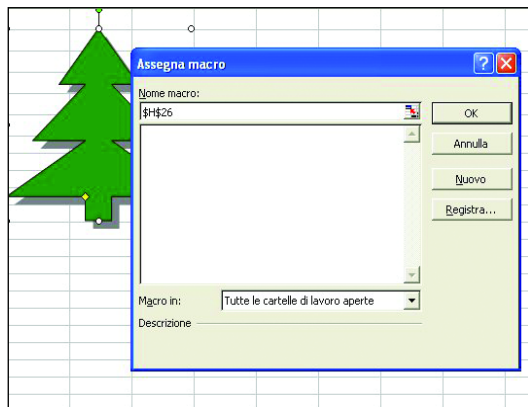 Assegna macro
Nome macro:
$H$26
OK
Annulla
Nuovo
Registra...
Macro in:
Tutte le cartelle di lavoro aperte
Descrizione